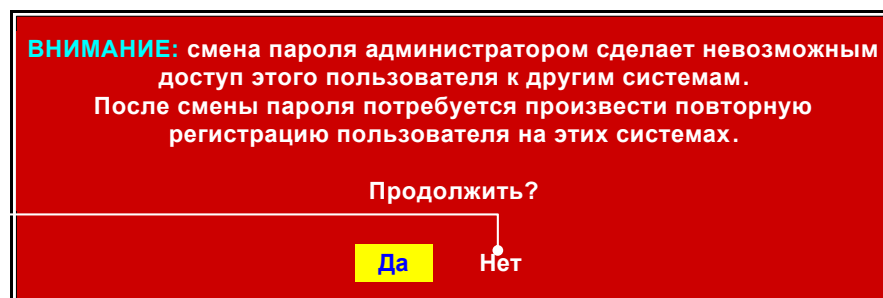 ВНИМАНИЕ: смена пароля администратором сделает невозможным
доступ этого пользователя к другим системам.
После смены пароля потребуется произвести повторную
регистрацию пользователя на этих системах.
Продолжить?
Да Нет